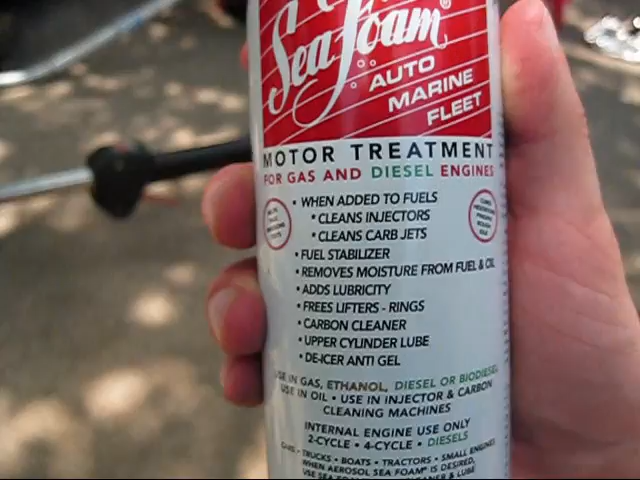 Sea Foam®
AUTO
MARINE
FLEET
MOTOR TREATMENT
FOR GAS AND DIESEL ENGINES
• WHEN ADDED TO FUELS
• CLEANS INJECTORS
• CLEANS CARB JETS
• FUEL STABILIZER
• REMOVES MOISTURE FROM FUEL & OIL
• ADDS LUBRICITY
• FREES LIFTERS - RINGS
• CARBON CLEANER
• UPPER CYLINDER LUBE
• DE-ICER ANTI GEL
USE IN GAS, ETHANOL, DIESEL OR BIODIESEL
USE IN OIL • USE IN INJECTOR & CARBON
CLEANING MACHINES
INTERNAL ENGINE USE ONLY
2-CYCLE • 4-CYCLE • DIESELS
CARS • TRUCKS • BOATS • TRACTORS • SMALL ENGINES
WHEN AEROSOL SEA FOAM® IS DESIRED,
USE SEA